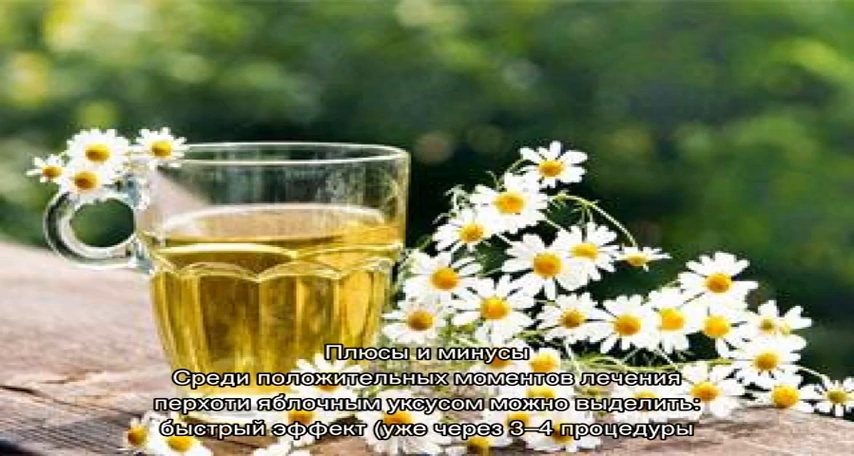 Плюсы и минусы
Среди положительных моментов лечения
перхоти яблочным уксусом можно выделить:
быстрый эффект (уже через 3–4 процедуры